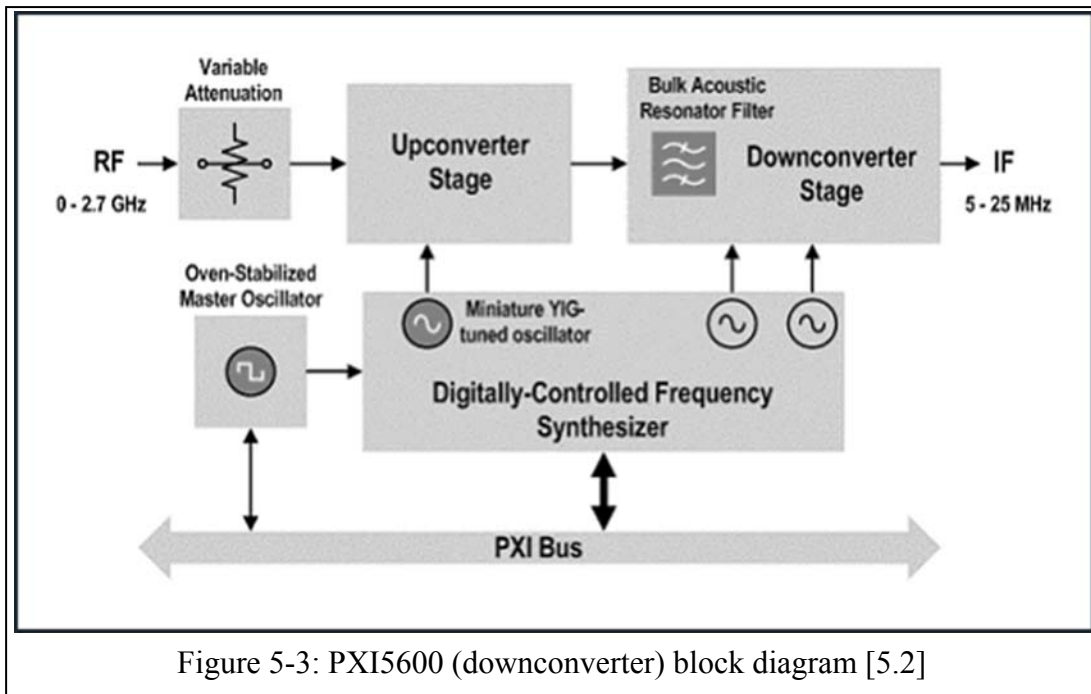 Variable
Attenuation
RF
0 - 2.7 GHz
Upconverter
Stage
Bulk Acoustic
Resonator Filter
Downconverter
Stage
IF
5 - 25 MHz
Oven-Stabilized
Master Oscillator
Miniature YIG-
tuned oscillator
Digitally-Controlled Frequency
Synthesizer
PXI Bus
Figure 5-3: PXI5600 (downconverter) block diagram [5.2]